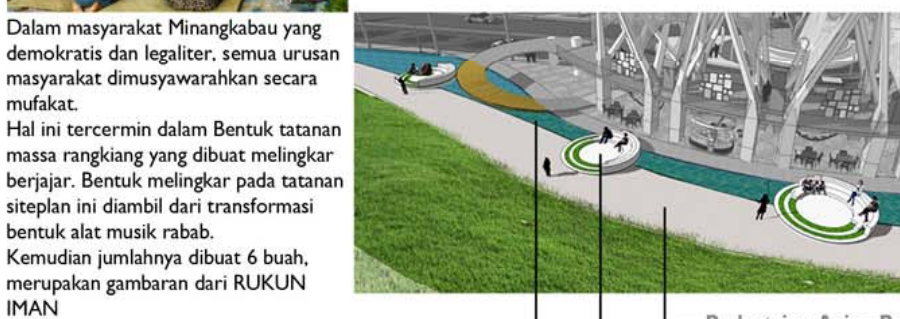 Dalam masyarakat Minangkabau yang
demokratis dan legaliter, semua urusan
masyarakat dimusyawarahkan secara
mufakat.
Hal ini tercermin dalam Bentuk tatanan
massa rangkiang yang dibuat melingkar
berjajar. Bentuk melingkar pada tatanan
siteplan ini diambil dari transformasi
bentuk alat musik rabab.
Kemudian jumlahnya dibuat 6 buah,
merupakan gambaran dari RUKUN
IMAN